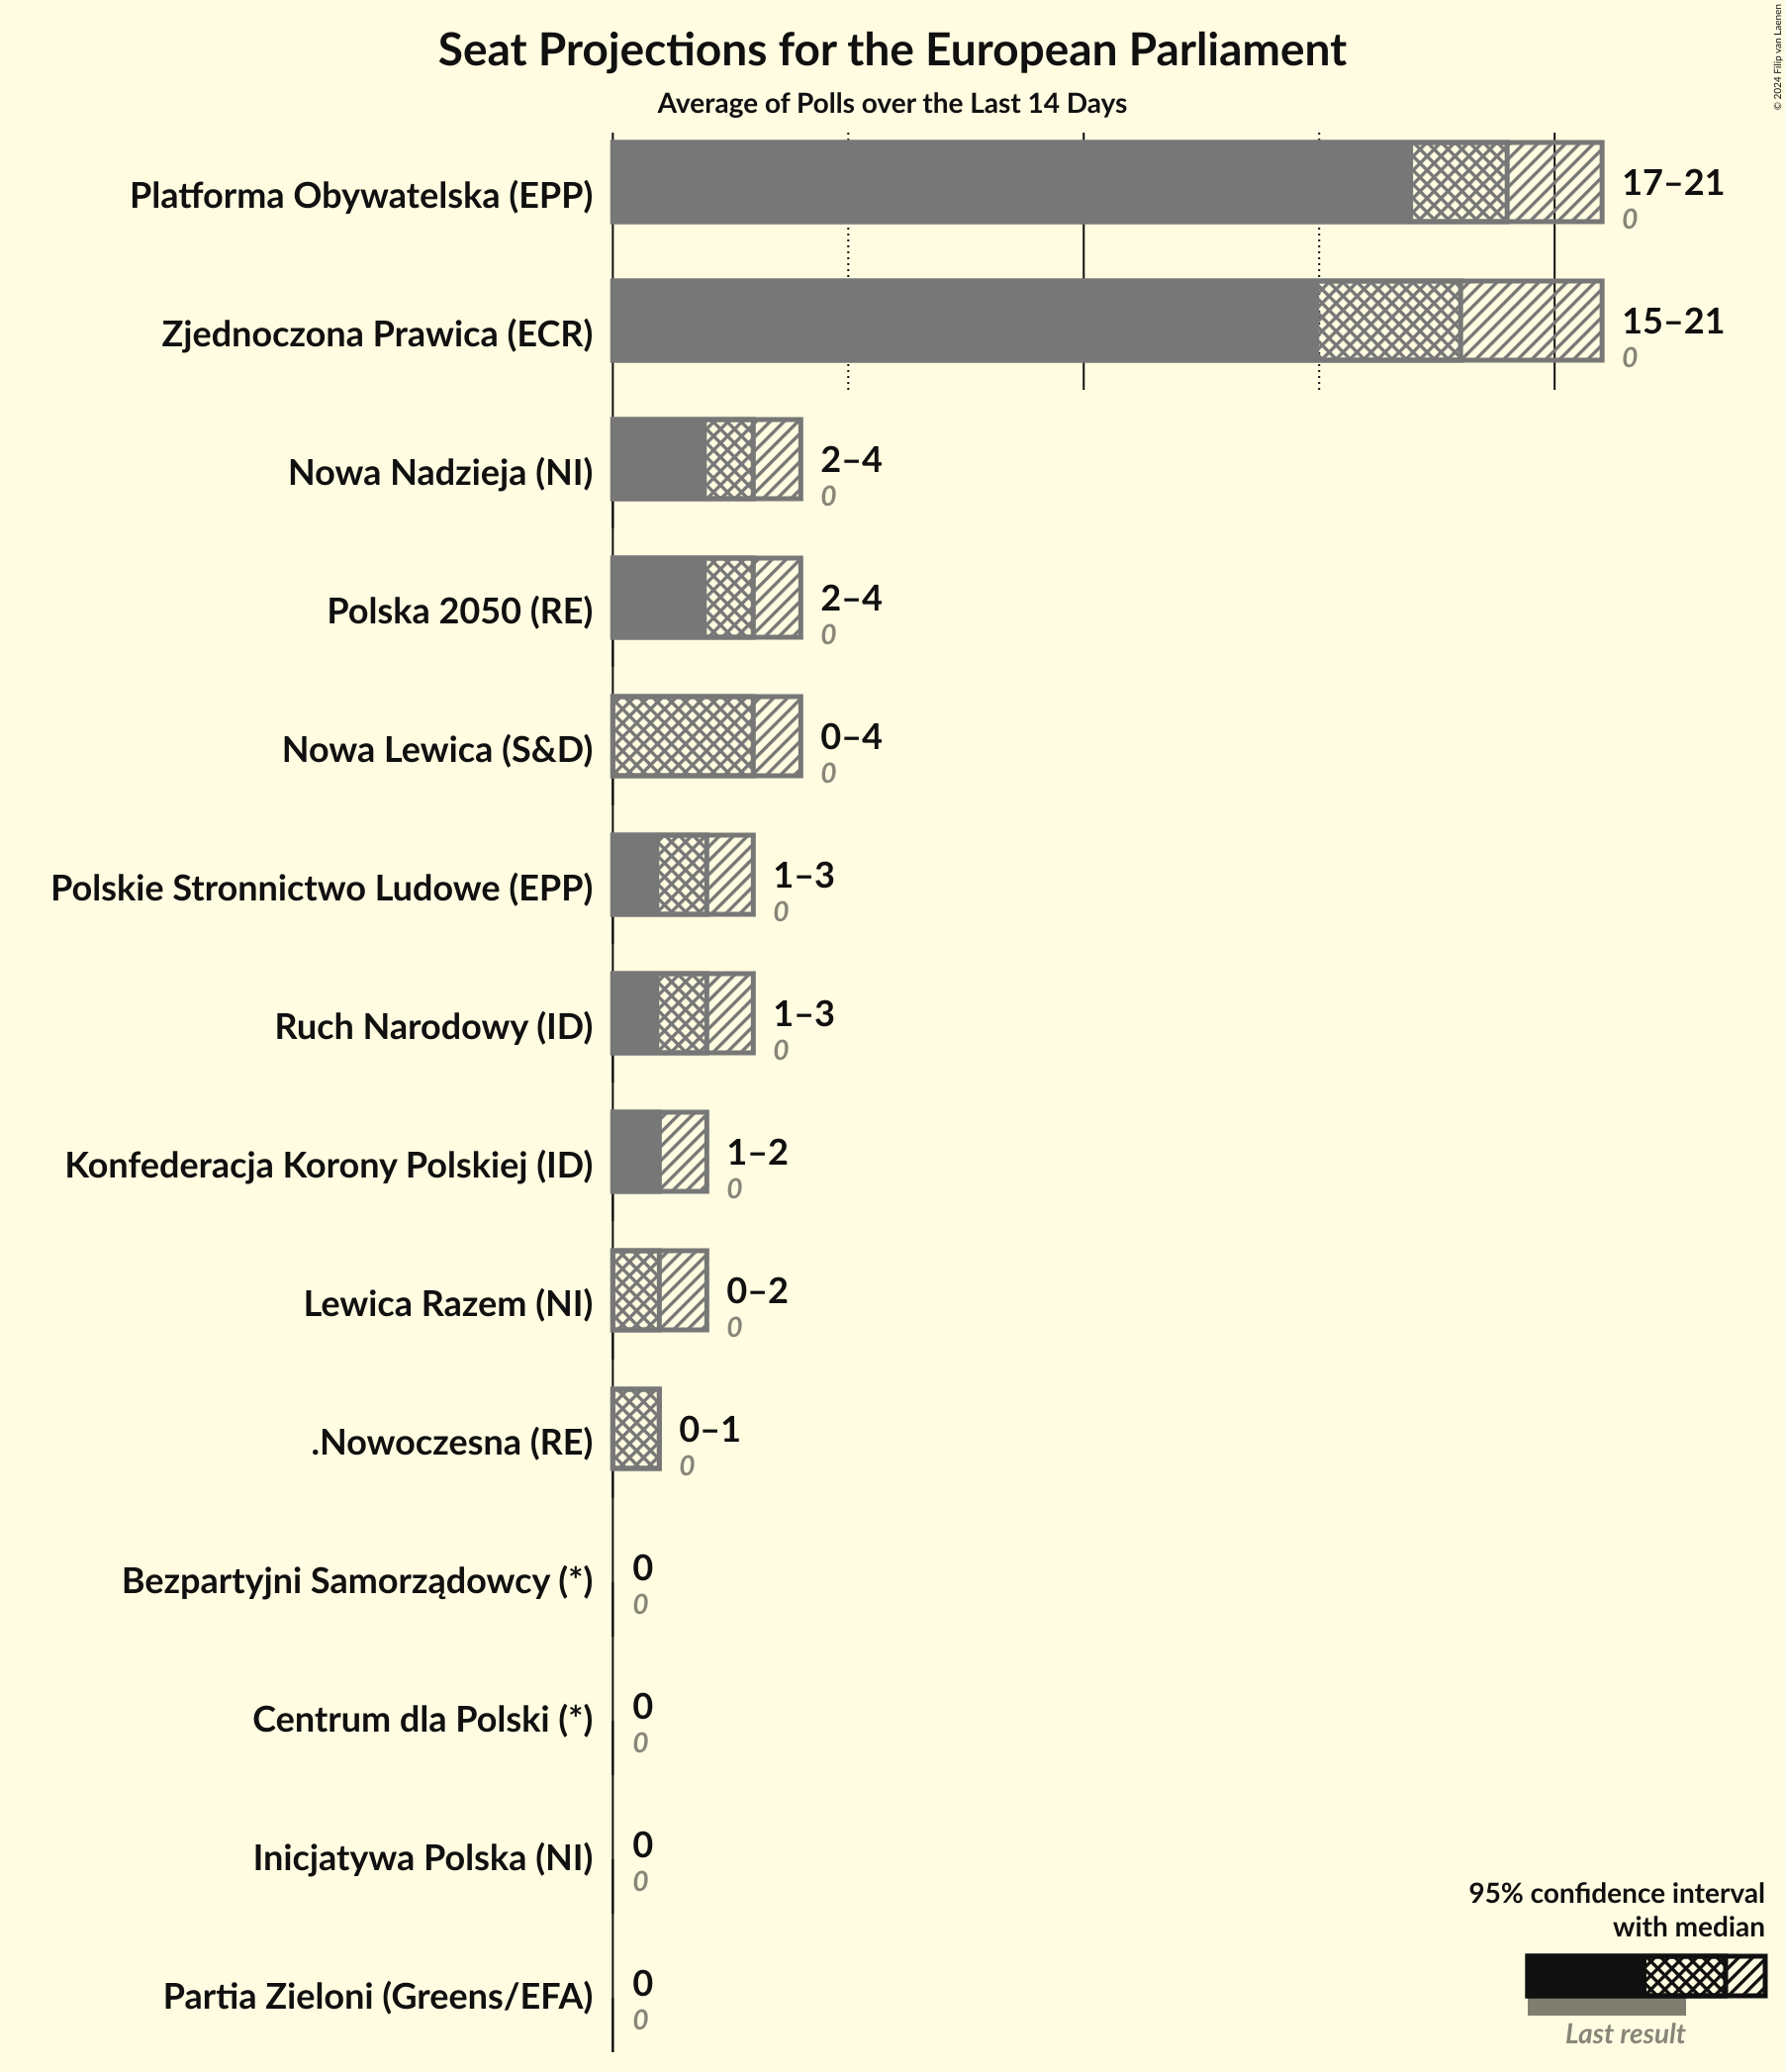 Seat Projections for the European Parliament
Average of Polls over the Last 14 Days
© 2024 Filip van Laenen
Platforma Obywatelska (EPP)
17–21
0
Zjednoczona Prawica (ECR)
15–21
0
Nowa Nadzieja (NI)
2–4
0
Polska 2050 (RE)
2–4
0
Nowa Lewica (S&D)
0–4
0
Polskie Stronnictwo Ludowe (EPP)
1–3
0
Ruch Narodowy (ID)
1–3
0
Konfederacja Korony Polskiej (ID)
1–2
0
Lewica Razem (NI)
0–2
0
.Nowoczesna (RE)
0–1
0
Bezpartyjni Samorządowcy (*)
0
0
Centrum dla Polski (*)
0
0
Inicjatywa Polska (NI)
0
0
Partia Zieloni (Greens/EFA)
0
0
95% confidence interval
with median
Last result